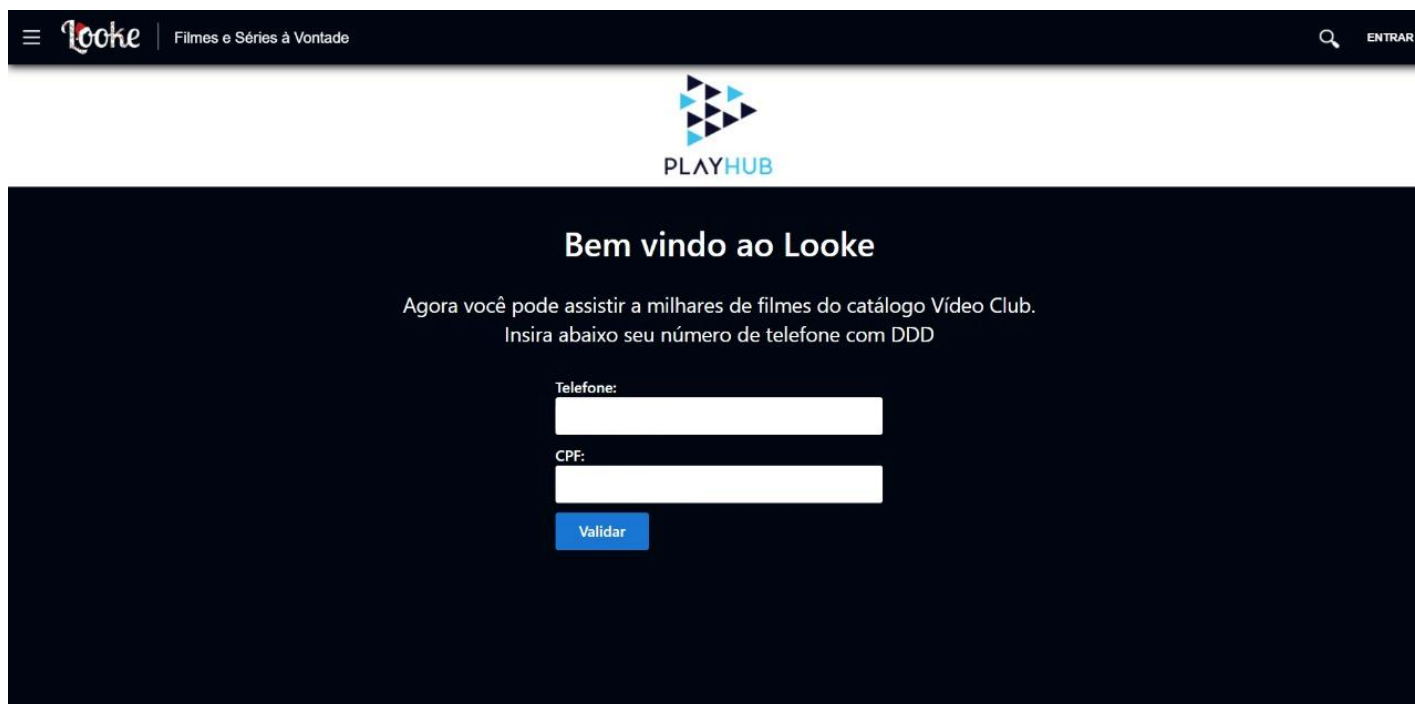 Looke
Filmes e Séries à Vontade
ENTRAR
PLAYHUB
Bem vindo ao Looke
Agora você pode assistir a milhares de filmes do catálogo Vídeo Club.
Insira abaixo seu número de telefone com DDD
Telefone:
CPF:
Validar